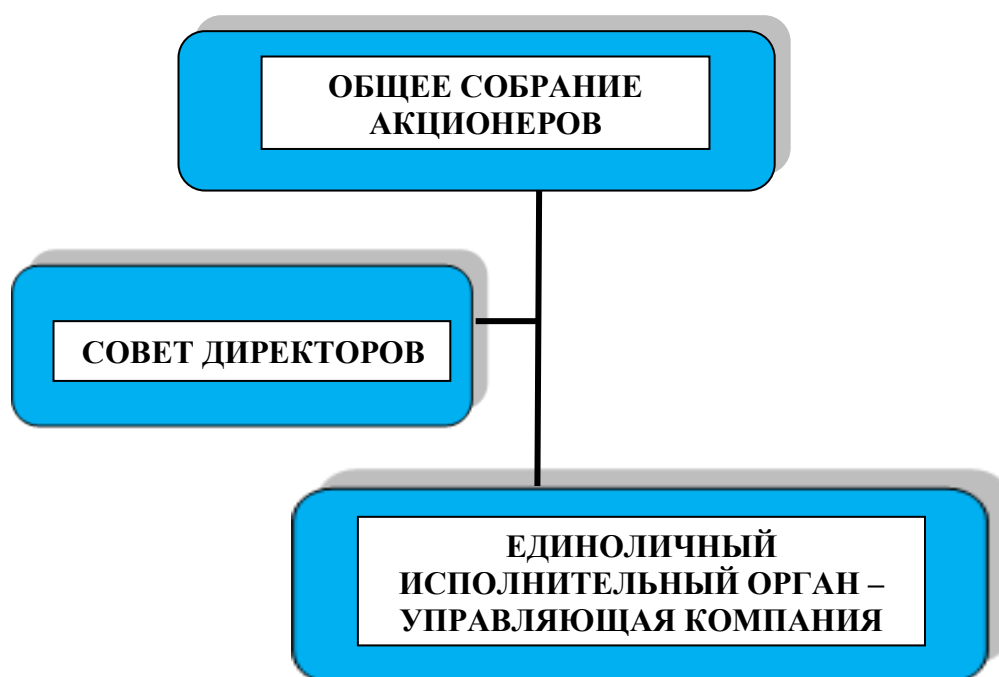 ОБЩЕЕ СОБРАНИЕ
АКЦИОНЕРОВ
СОВЕТ ДИРЕКТОРОВ
ЕДИНОЛИЧНЫЙ
ИСПОЛНИТЕЛЬНЫЙ ОРГАН –
УПРАВЛЯЮЩАЯ КОМПАНИЯ